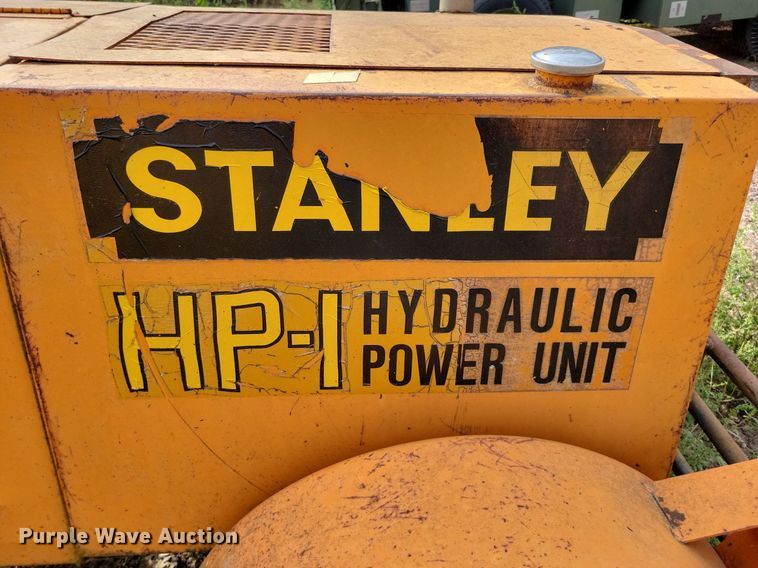 STANLEY
HP-1 HYDRAULIC
POWER UNIT
Purple Wave Auction